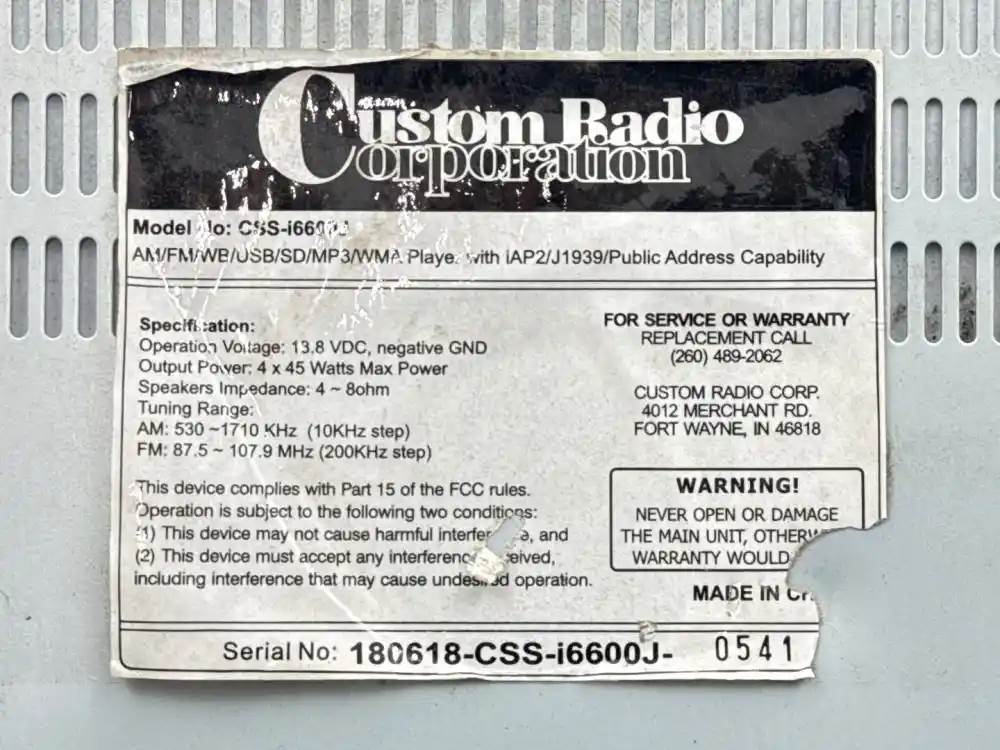 Custom Radio
Corporation
Model No: CSS-i6600J
AM/FM/WB/USB/SD/MP3/WMA Player with IAP2/J1939/Public Address Capability
Specification:
Operation Voltage: 13.8 VDC, negative GND
Output Power: 4 x 45 Watts Max Power
Speakers Impedance: 4 ~ 8ohm
Tuning Range:
AM: 530 ~1710 KHz (10KHz step)
FM: 87.5 ~ 107.9 MHz (200KHz step)
This device complies with Part 15 of the FCC rules.
Operation is subject to the following two conditions:
(1) This device may not cause harmful interference, and
(2) This device must accept any interference received,
including interference that may cause undesired operation.
FOR SERVICE OR WARRANTY
REPLACEMENT CALL
(260) 489-2062
CUSTOM RADIO CORP.
4012 MERCHANT RD.
FORT WAYNE, IN 46818
WARNING!
NEVER OPEN OR DAMAGE
THE MAIN UNIT,
WARRANTY WOULD
MADE IN
Serial No: 180618-CSS-i6600J- 0541